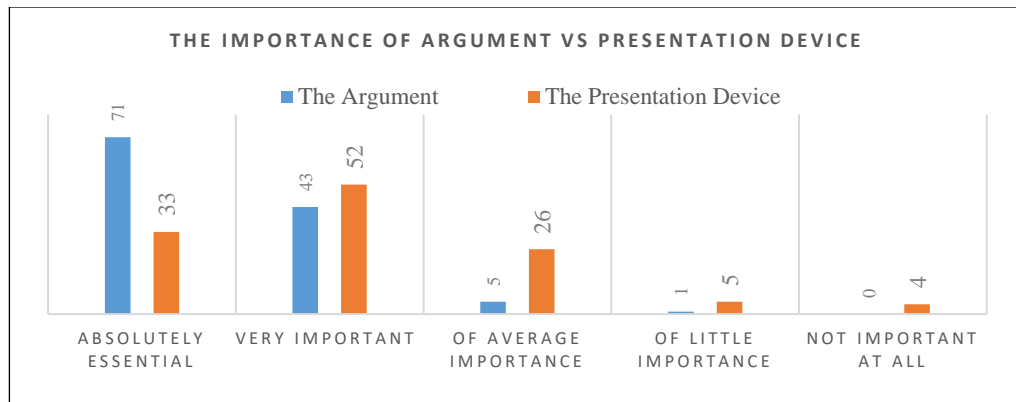 THE IMPORTANCE OF ARGUMENT VS PRESENTATION DEVICE
The Argument The Presentation Device
71
33
43
52
5
26
1
5
0
4
ABSOLUTELY
ESSENTIAL
VERY IMPORTANT
OF AVERAGE
IMPORTANCE
OF LITTLE
IMPORTANCE
NOT IMPORTANT
AT ALL